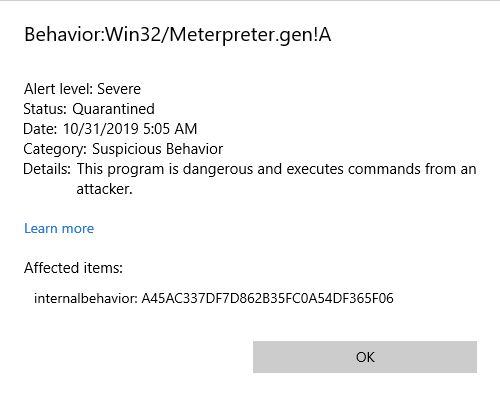 Behavior:Win32/Meterpreter.gen!A
Alert level: Severe
Status: Quarantined
Date: 10/31/2019 5:05 AM
Category: Suspicious Behavior
Details: This program is dangerous and executes commands from an
attacker.
Learn more
Affected items:
internalbehavior: A45AC337DF7D862B35FC0A54DF365F06
OK